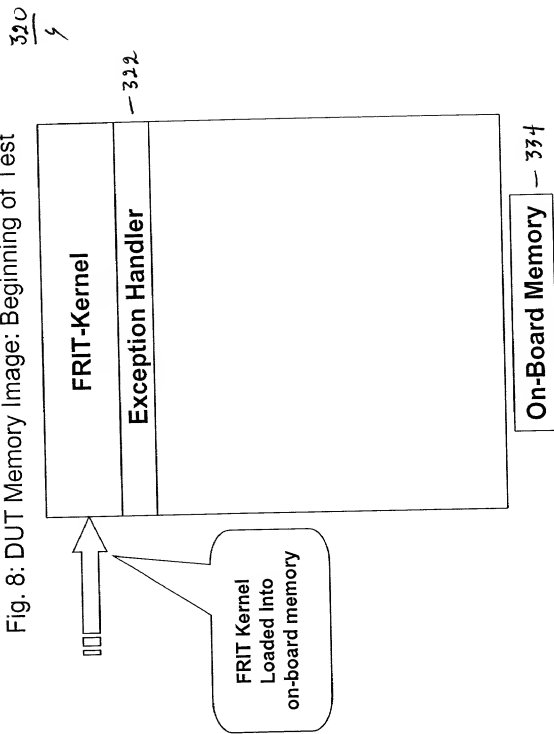 320
Fig. 8: DUT Memory Image: Beginning of Test
FRIT-Kernel
Exception Handler
322
FRIT Kernel
Loaded Into
on-board memory
On-Board Memory
334